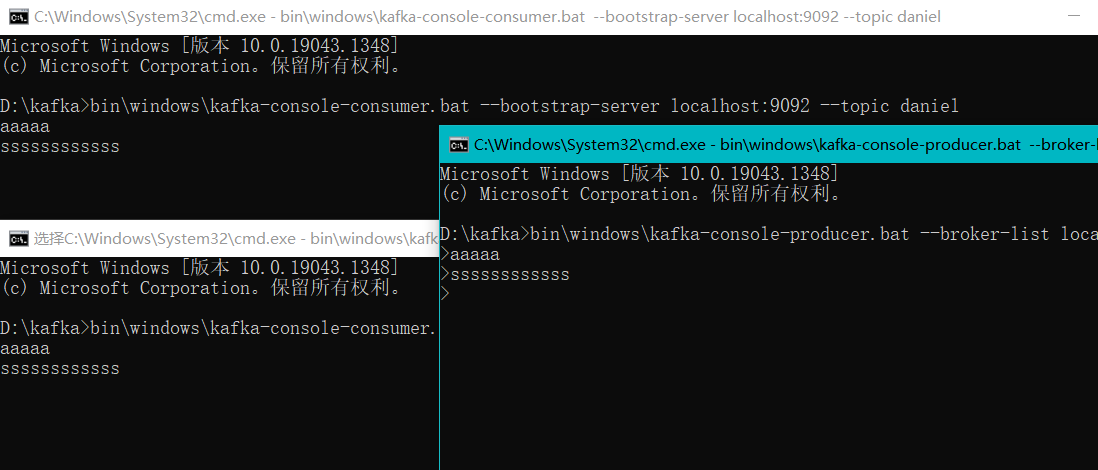 C:\Windows\System32\cmd.exe - bin\windows\kafka-console-consumer.bat  --bootstrap-server localhost:9092 --topic daniel
Microsoft Windows [版本 10.0.19043.1348]
(c) Microsoft Corporation。保留所有权利。
D:\kafka>bin\windows\kafka-console-consumer.bat --bootstrap-server localhost:9092 --topic daniel
aaaaa
ssssssssssss
C:\Windows\System32\cmd.exe - bin\windows\kafka-console-producer.bat  --broker-l
Microsoft Windows [版本 10.0.19043.1348]
(c) Microsoft Corporation。保留所有权利。
D:\kafka>bin\windows\kafka-console-producer.bat --broker-list loca
>aaaaa
>ssssssssssss
>
选择C:\Windows\System32\cmd.exe - bin\windows\kafk
Microsoft Windows [版本 10.0.19043.1348]
(c) Microsoft Corporation。保留所有权利。
D:\kafka>bin\windows\kafka-console-consumer.
aaaaa
ssssssssssss